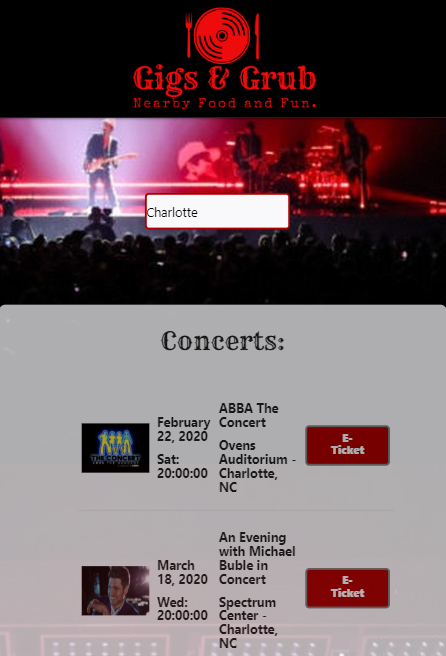 Gigs & Grub
Nearby Food and Fun.
Charlotte
Concerts:
THE CONCERT
February
22, 2020
Sat:
20:00:00
ABBA The
Concert
Ovens
Auditorium -
Charlotte,
NC
E-
Ticket
March
18, 2020
Wed:
20:00:00
An Evening
with Michael
Buble in
Concert
Spectrum
Center -
Charlotte,
NC
E-
Ticket